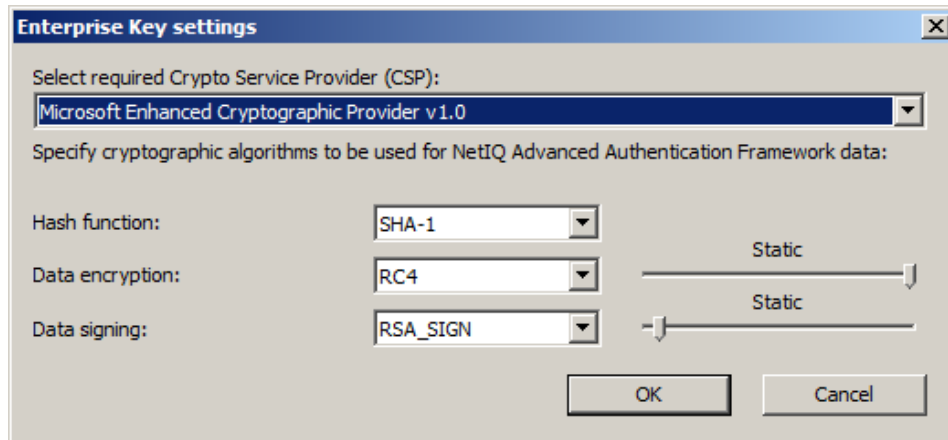 Enterprise Key settings
Select required Crypto Service Provider (CSP):
Microsoft Enhanced Cryptographic Provider v1.0
Specify cryptographic algorithms to be used for NetIQ Advanced Authentication Framework data:
Hash function: SHA-1
Static
Data encryption: RC4
Static
Data signing: RSA_SIGN
OK Cancel